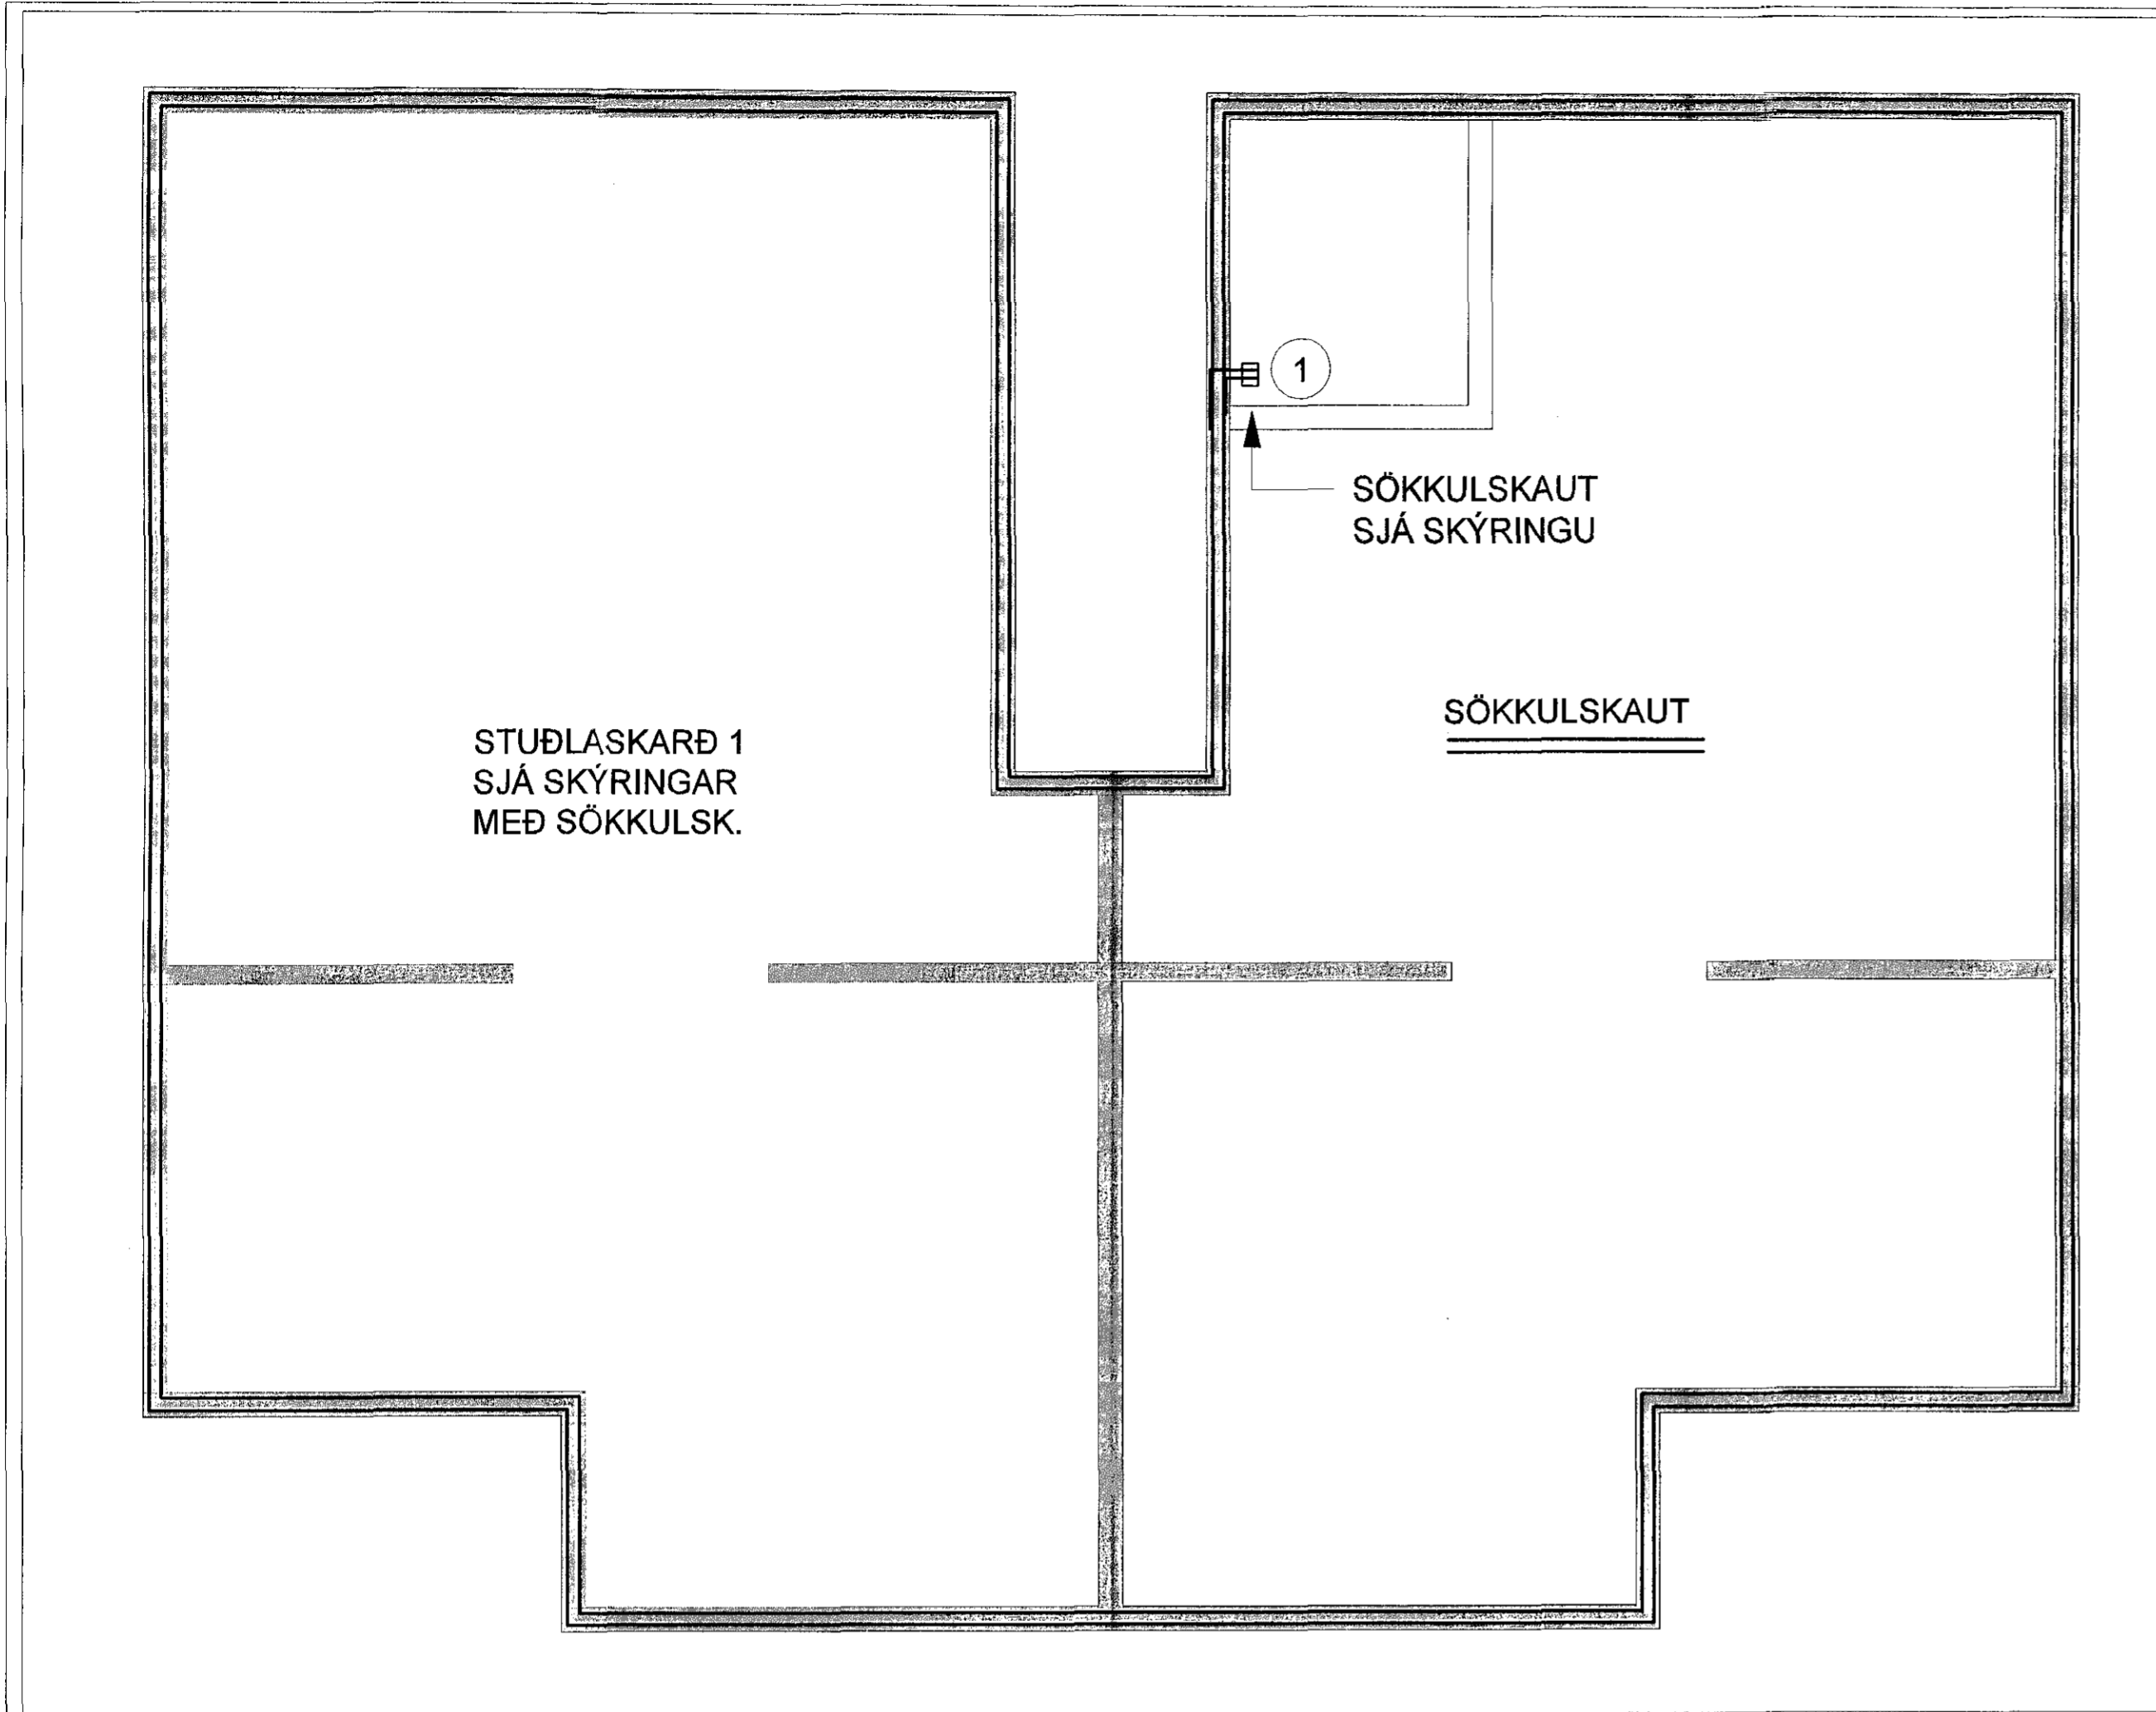 1
SÖKKULSKAUT
SJÁ SKÝRINGU
SÖKKULSKAUT
STUÐLASKARÐ 1
SJÁ SKÝRINGAR
MEÐ SÖKKULSK.